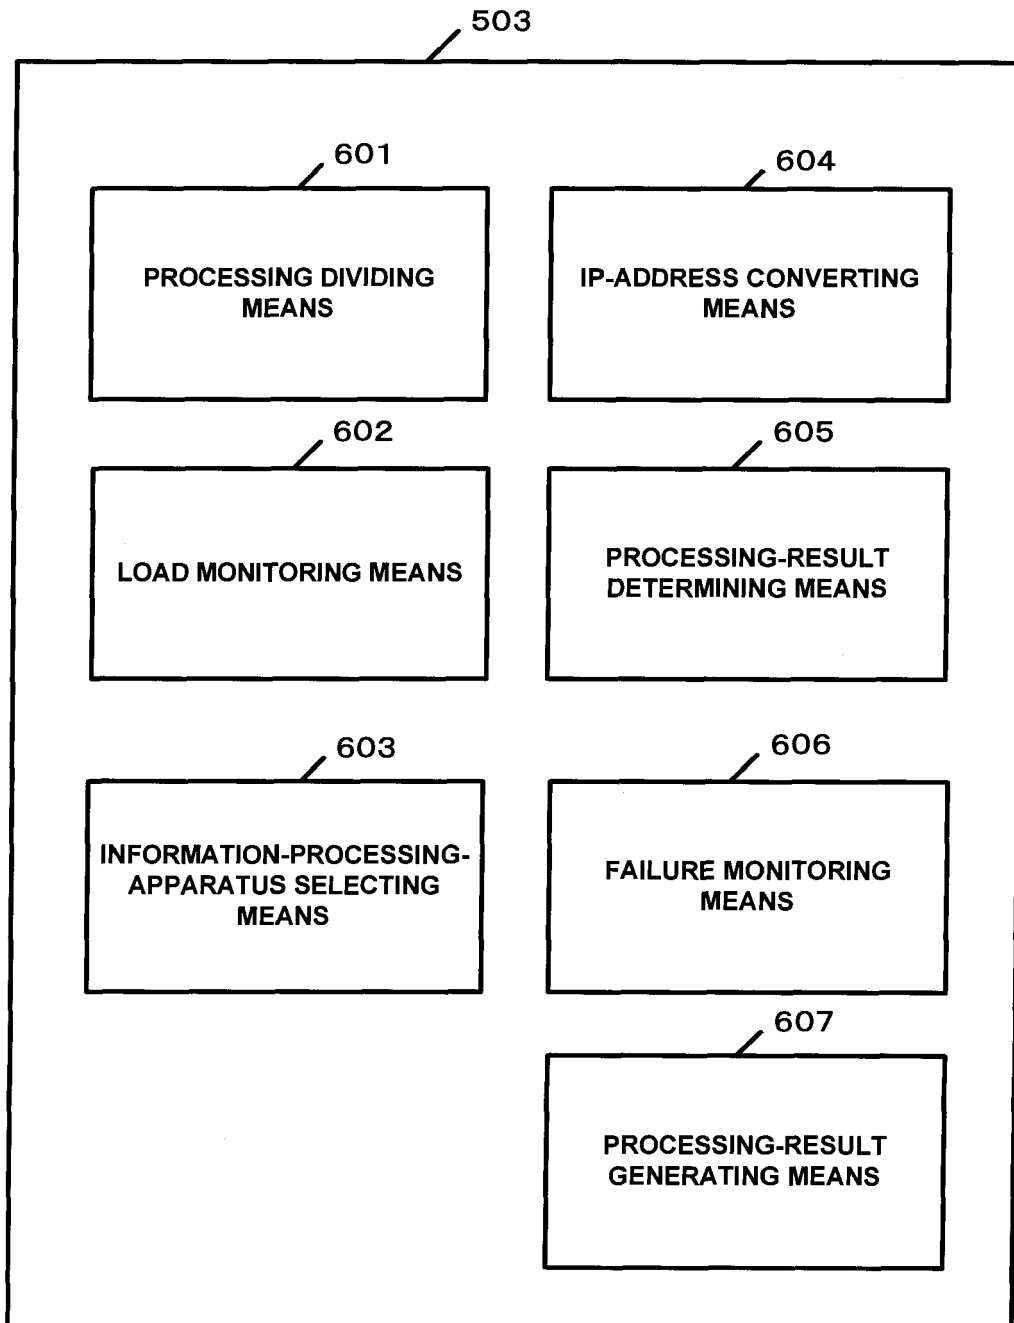 503
601
PROCESSING DIVIDING
MEANS
604
IP-ADDRESS CONVERTING
MEANS
602
LOAD MONITORING MEANS
605
PROCESSING-RESULT
DETERMINING MEANS
603
INFORMATION-PROCESSING-
APPARATUS SELECTING
MEANS
606
FAILURE MONITORING
MEANS
607
PROCESSING-RESULT
GENERATING MEANS